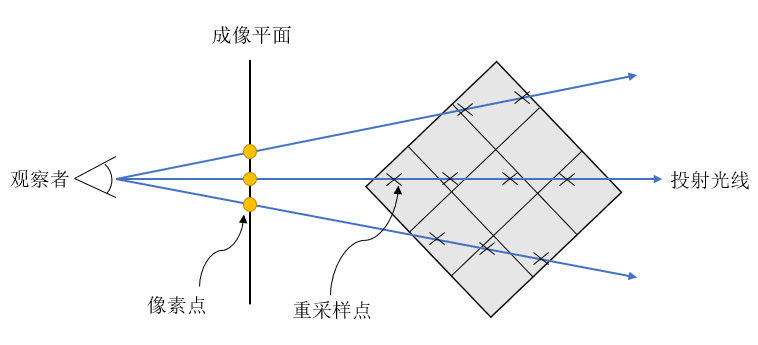 成像平面
观察者
投射光线
像素点
重采样点